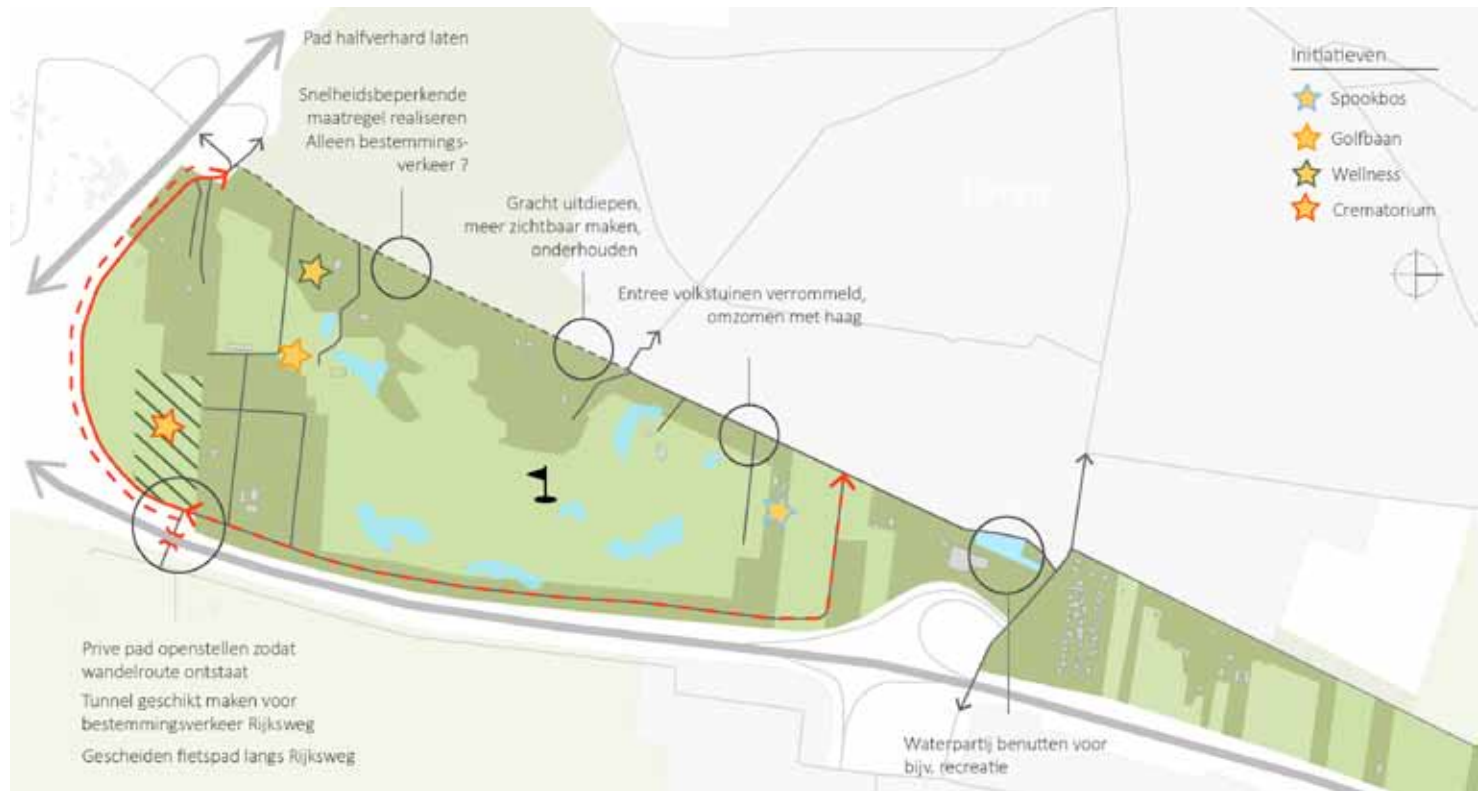 Pad halfverhard laten
Snelheidsbeperkende
maatregel realiseren
Alleen bestemmings-
verkeer ?
Gracht uitdiepen,
meer zichtbaar maken,
onderhouden
Entree volkstuinen verrommeld,
omzomen met haag
Initiatieven
Spookbos
Golfbaan
Wellness
Crematorium
Prive pad openstellen zodat
wandelroute ontstaat
Tunnel geschikt maken voor
bestemmingsverkeer Rijksweg
Gescheiden fietspad langs Rijksweg
Waterpartij benutten voor
bijv. recreatie